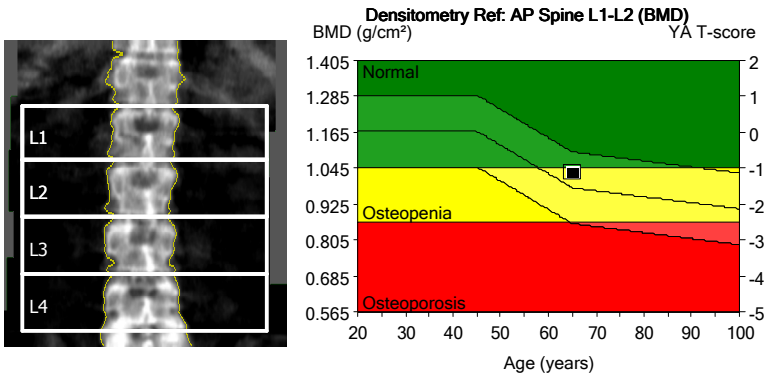 L1
L2
L3
L4
Densitometry Ref: AP Spine L1-L2 (BMD)
BMD (g/cm²) YA T-score
1.405 2
Normal
1.285 1
1.165 0
1.045 -1
0.925 -2
Osteopenia
0.805 -3
0.685 -4
Osteoporosis
0.565 -5
20 30 40 50 60 70 80 90 100
Age (years)